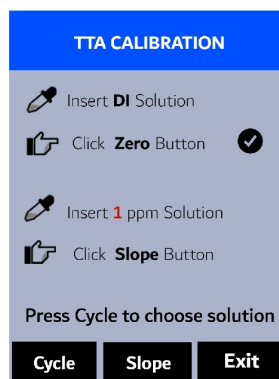 TTA CALIBRATION
Insert DI Solution
Click Zero Button
Insert 1 ppm Solution
Click Slope Button
Press Cycle to choose solution
Cycle Slope Exit